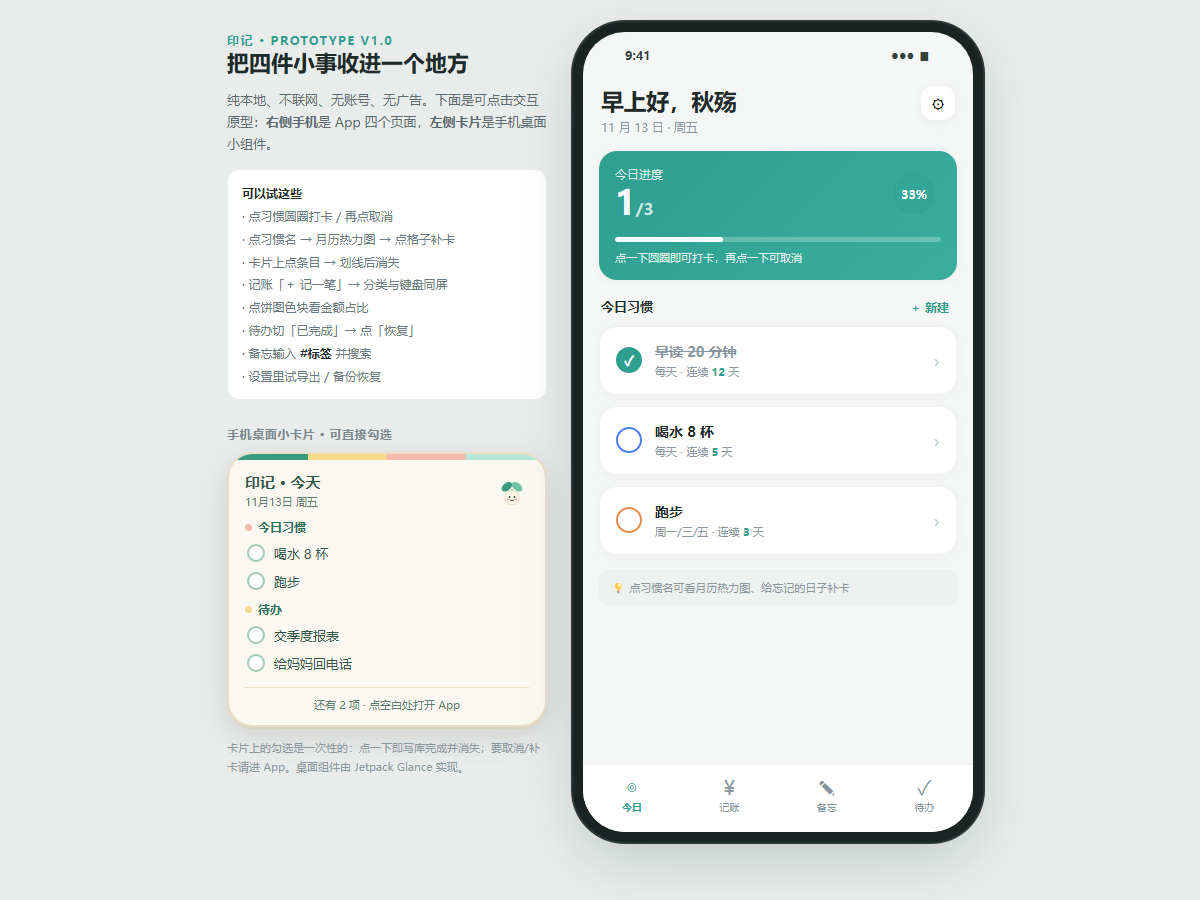 印记 • PROTOTYPE V1.0
把四件小事收进一个地方
纯本地、不联网、无账号、无广告。下面是可点击交互
原型：右侧手机是 App 四个页面，左侧卡片是手机桌面
小组件。
可以试这些
· 点习惯圆圈打卡 / 再点取消
· 点习惯名 → 月历热力图 → 点格子补卡
· 卡片上点条目 → 划线后消失
· 记账「＋ 记一笔」→ 分类与键盘同屏
· 点饼图色块看金额占比
· 待办切「已完成」→ 点「恢复」
· 备忘输入 #标签 并搜索
· 设置里试导出 / 备份恢复
手机桌面小卡片 • 可直接勾选
印记 • 今天
11月13日 周五
今日习惯
喝水 8 杯
跑步
待办
交季度报表
给妈妈回电话
还有 2 项 · 点空白处打开 App
卡片上的勾选是一次性的：点一下即写库完成并消失；要取消/补
卡请进 App。桌面组件由 Jetpack Glance 实现。
9:41
早上好，秋殇
11 月 13 日 · 周五
今日进度
1/3
33%
点一下圆圈即可打卡，再点一下可取消
今日习惯
＋ 新建
早读 20 分钟
每天 · 连续 12 天
喝水 8 杯
每天 · 连续 5 天
跑步
周一/三/五 · 连续 3 天
💡 点习惯名可看月历热力图、给忘记的日子补卡
今日
¥
记账
备忘
待办